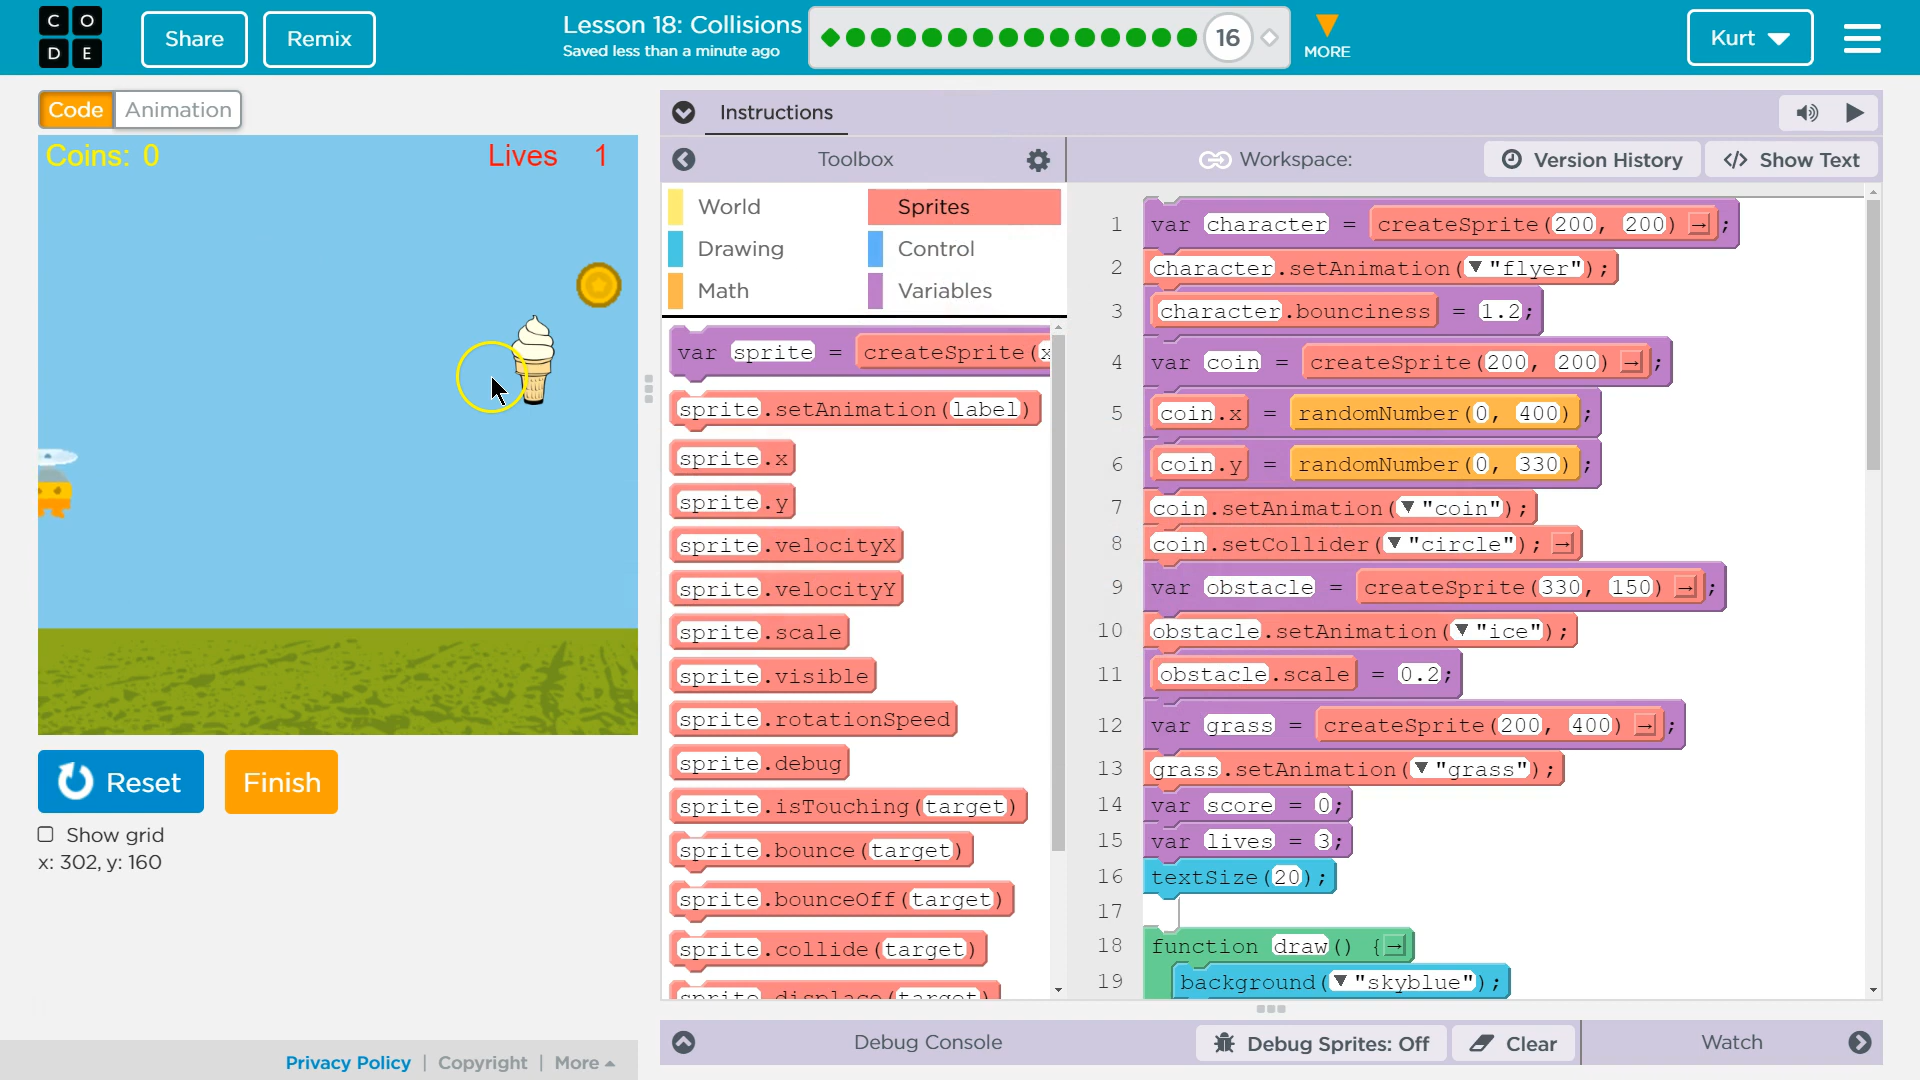 CODE
Share
Remix
Lesson 18: Collisions
Saved less than a minute ago
16
MORE
Kurt
Code
Animation
Coins: 0
Lives 1
Reset
Finish
Show grid
x: 302, y: 160
Privacy Policy | Copyright | More
Instructions
Toolbox
World
Sprites
Drawing
Control
Math
Variables
var sprite = createSprite(x
sprite.setAnimation(label)
sprite.x
sprite.y
sprite.velocityX
sprite.velocityY
sprite.scale
sprite.visible
sprite.rotationSpeed
sprite.debug
sprite.isTouching(target)
sprite.bounce(target)
sprite.bounceOff(target)
sprite.collide(target)
sprite.displace(target)
Workspace:
Version History
</> Show Text
1 var character = createSprite(200, 200);
2 character.setAnimation("flyer");
3 character.bounciness = 1.2;
4 var coin = createSprite(200, 200);
5 coin.x = randomNumber(0, 400);
6 coin.y = randomNumber(0, 330);
7 coin.setAnimation("coin");
8 coin.setCollider("circle");
9 var obstacle = createSprite(330, 150);
10 obstacle.setAnimation("ice");
11 obstacle.scale = 0.2;
12 var grass = createSprite(200, 400);
13 grass.setAnimation("grass");
14 var score = 0;
15 var lives = 3;
16 textSize(20);
17
18 function draw() {
19 background("skyblue");
Debug Console
Debug Sprites: Off
Clear
Watch